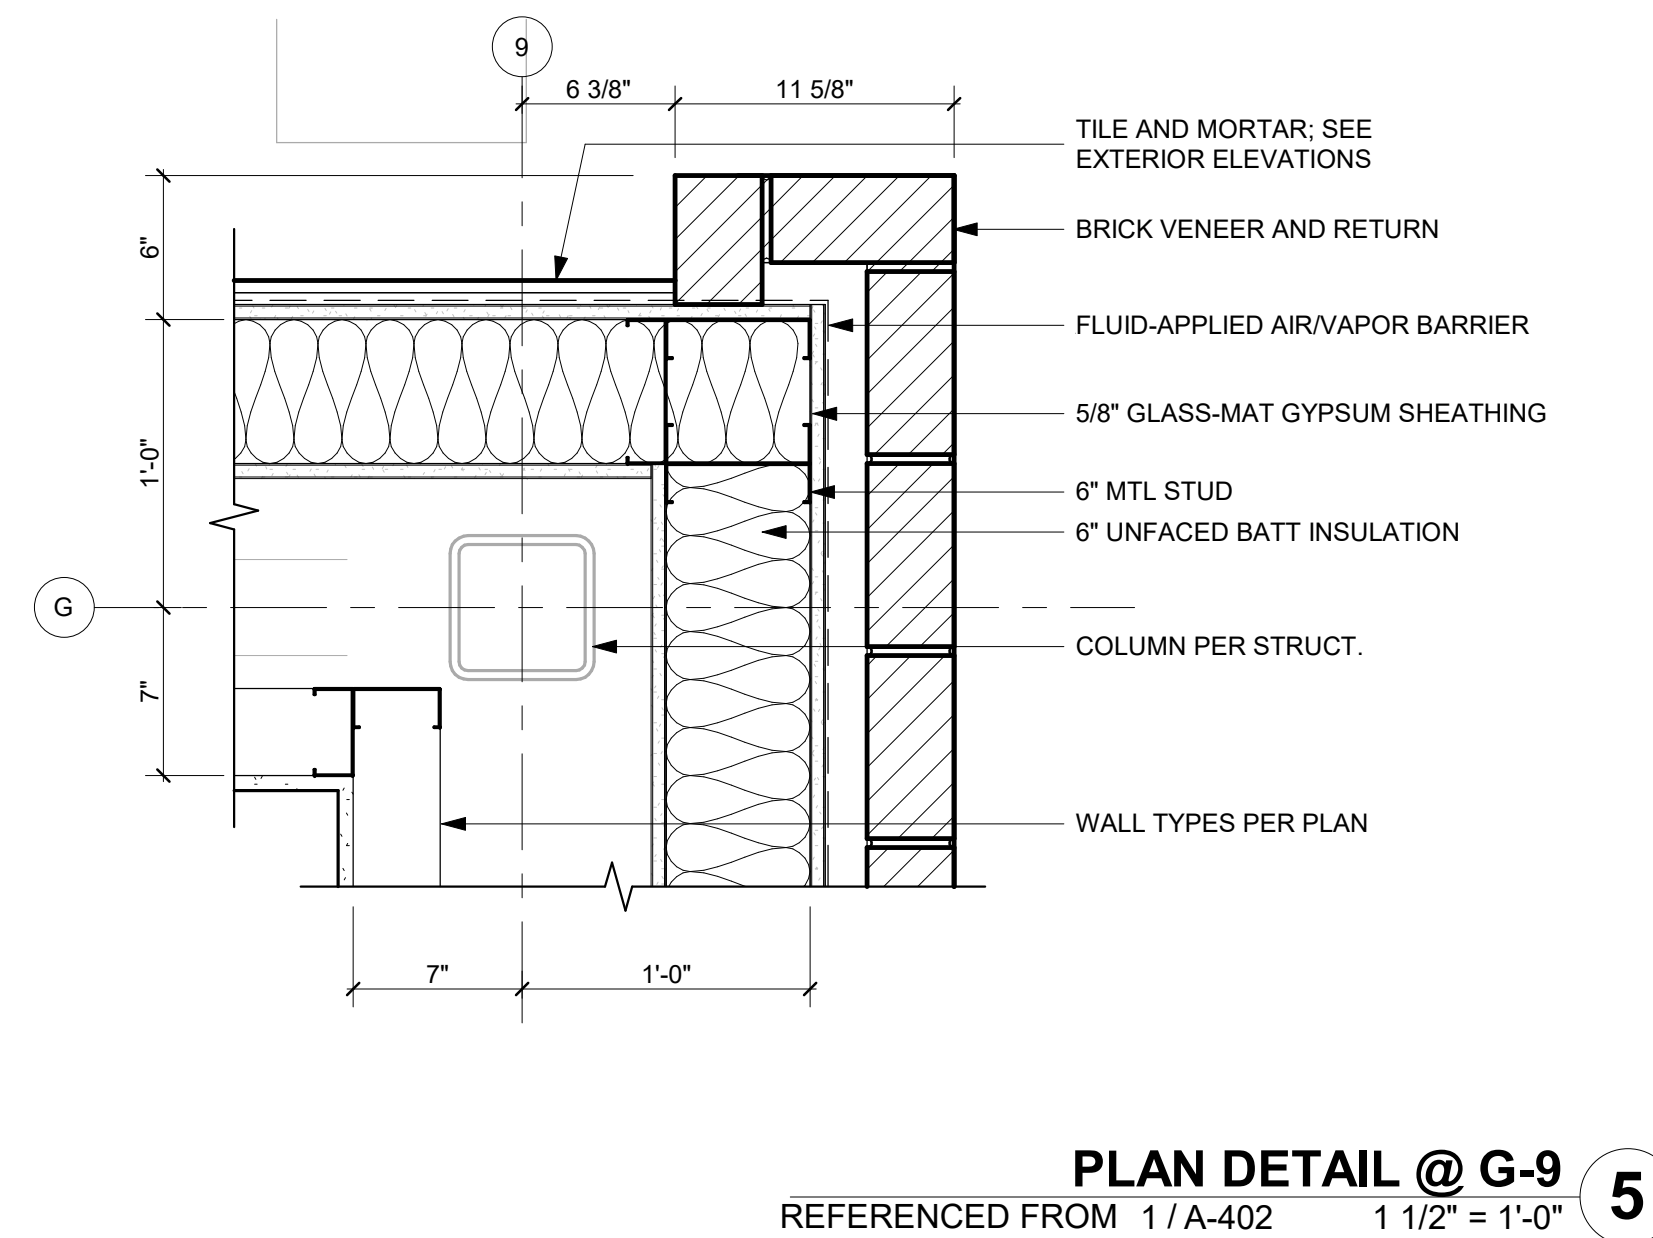 9
6 3/8"
11 5/8"
TILE AND MORTAR; SEE
EXTERIOR ELEVATIONS
BRICK VENEER AND RETURN
6"
FLUID-APPLIED AIR/VAPOR BARRIER
5/8" GLASS-MAT GYPSUM SHEATHING
1'-0"
6" MTL STUD
6" UNFACED BATT INSULATION
G
COLUMN PER STRUCT.
7"
WALL TYPES PER PLAN
7"
1'-0"
PLAN DETAIL @ G-9
5
REFERENCED FROM 1 / A-402 1 1/2" = 1'-0"